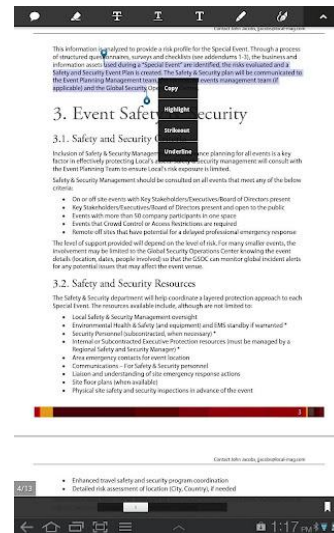 T
T
T
This information is analyzed to provide a risk profile for the Special Event. Through a process
of structured questionnaires, surveys and checklists (see addendums 1-3), the business and
information assets used during a "Special Event" are identified, the risks evaluated and a
Safety and Security Event Plan is created. The Safety & Security plan will be communicated to
the Event Planning Management team, events management team (if
applicable) and the Global Security Op
Copy
Highlight
Strikeout
Underline
3. Event Safety Security
3.1. Safety and Security
Inclusion of Safety & Security Manage planning for all events is a key
factor in effectively protecting Local's security management will consult with
the Event Planning Team to ensure Local's risk exposure is limited.
Safety & Security Management should be consulted on all events that meet any of the below
criteria:
• On or off site events with Key Stakeholders/Executives/Board of Directors present
• Key Stakeholders/Executives/Board of Directors present and open to the public
• Events with more than 50 company participants in one space
• Events that Crowd Control or Access Restrictions are required
• Remote off sites that have potential for a delayed professional emergency response
The level of support provided will depend on the level of risk. For many smaller events, the
involvement may be limited to the Global Security Operations Center knowing the event
details (location, dates, people involved) so that the GSOC can monitor global incident alerts
for any potential issues that may affect the event venue.
3.2. Safety and Security Resources
The Safety & Security department will help coordinate a layered protection approach to each
Special Event. The resources available include, although are not limited to:
• Local Safety & Security Management oversight
• Environmental Health & Safety (and equipment) and EMS standby if warranted *
• Security Personnel (subcontracted, when necessary) *
• Internal or Subcontracted Executive Protection resources (must be managed by a
Regional Safety and Security Manager) *
• Area emergency contacts for event location
• Communications – For Safety & Security personnel
• Liaison and understanding of site emergency response actions
• Site floor plans (when available)
• Physical site safety and security inspections in advance of the event
3
Contact John Jacobs,
• Enhanced travel safety and security program coordination
4/13
• Detailed risk assessment of location (City, Country), if needed
1:17 PM